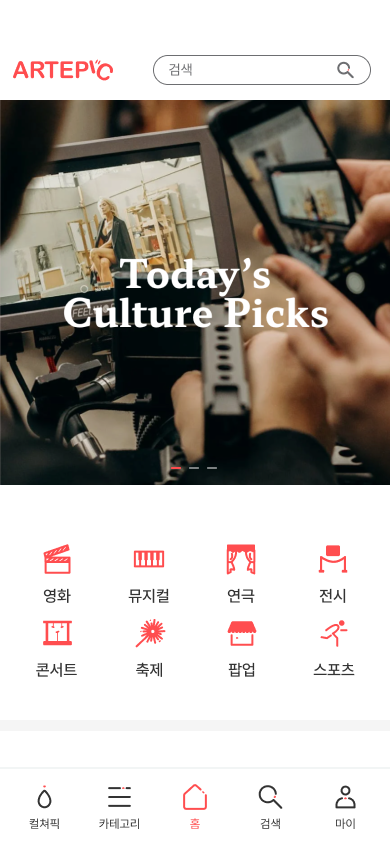 ARTEPIC
검색
Today's
Culture Picks
영화
뮤지컬
연극
전시
콘서트
축제
팝업
스포츠
컬쳐픽
카테고리
홈
검색
마이